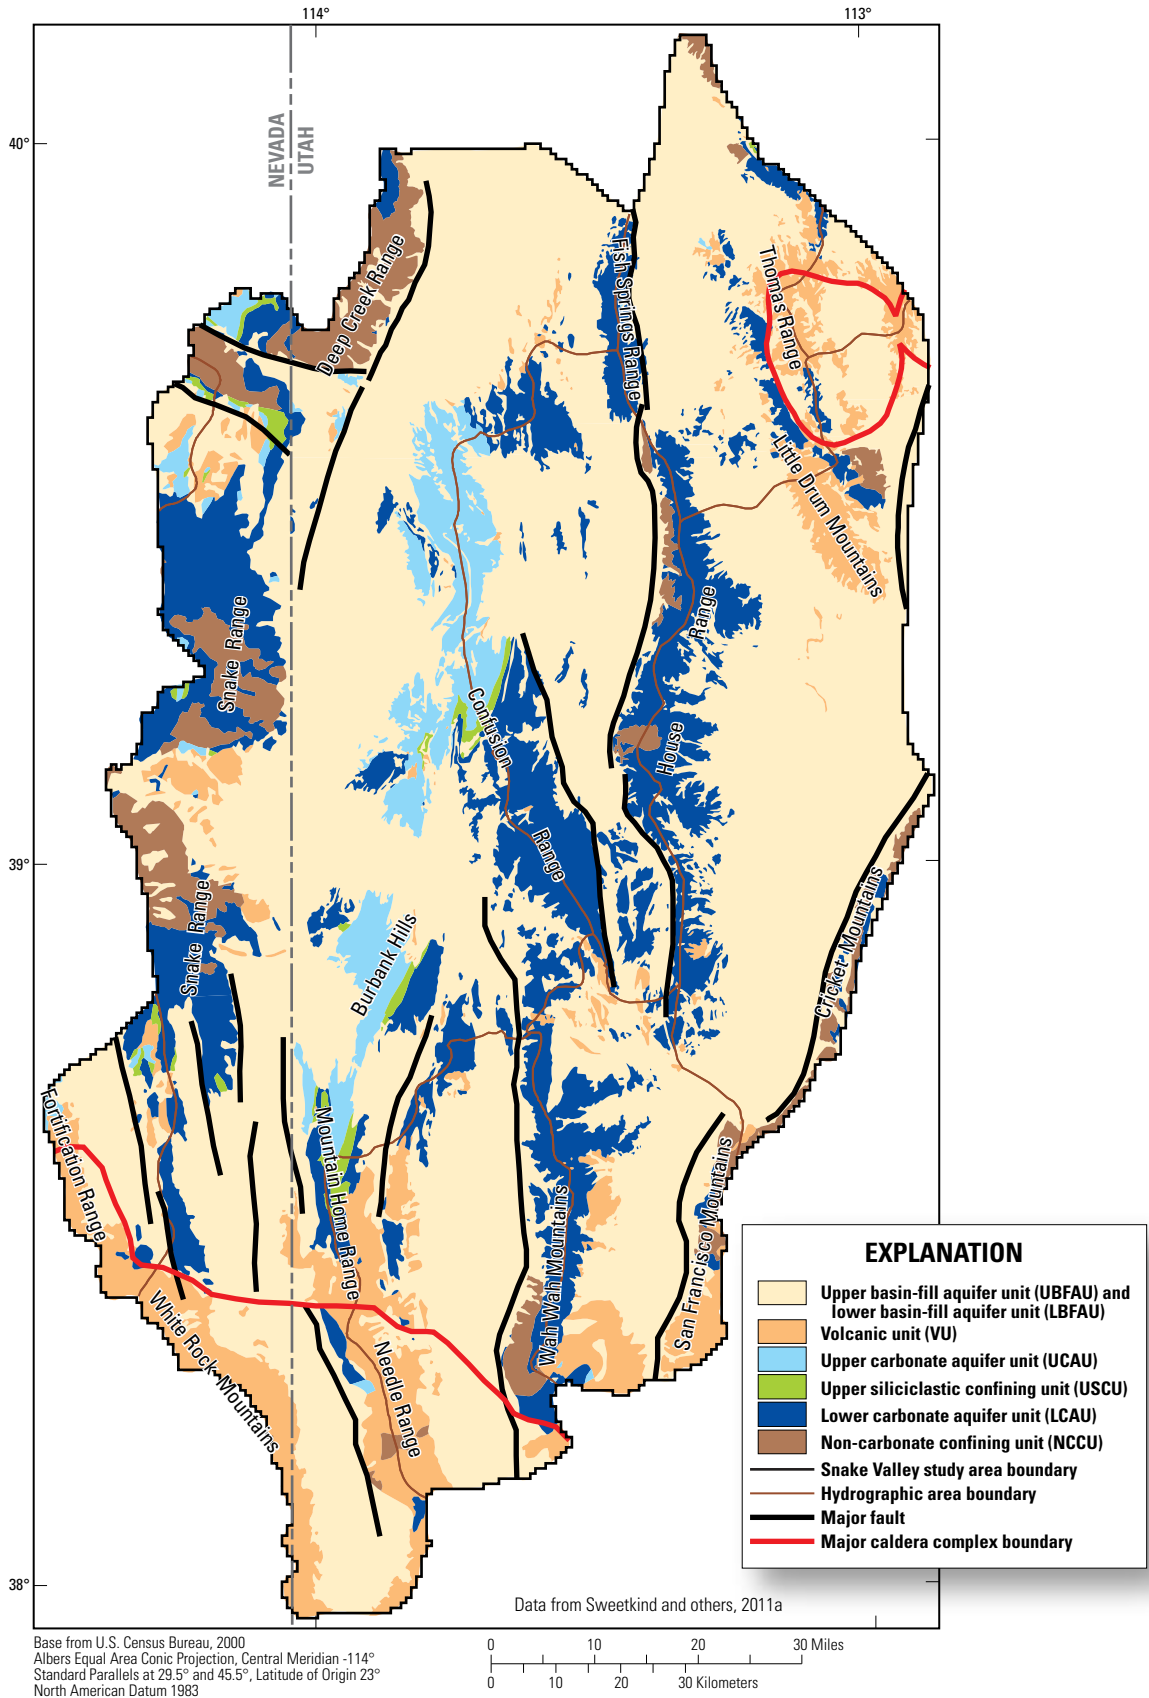 114°
113°
40°
NEVADA
UTAH
Deep Creek Range
Fish Springs Range
Thomas Range
Little Drum Mountains
Snake Range
House Range
Confusion Range
39°
Snake Range
Burbank Hills
Cricket Mountains
Fortification Range
Mountain Home Range
San Francisco Mountains
Wah Wah Mountains
White Rock Mountains
Needle Range
38°
EXPLANATION
Upper basin-fill aquifer unit (UBFAU) and
lower basin-fill aquifer unit (LBFAU)
Volcanic unit (VU)
Upper carbonate aquifer unit (UCAU)
Upper siliciclastic confining unit (USCU)
Lower carbonate aquifer unit (LCAU)
Non-carbonate confining unit (NCCU)
Snake Valley study area boundary
Hydrographic area boundary
Major fault
Major caldera complex boundary
Data from Sweetkind and others, 2011a
Base from U.S. Census Bureau, 2000
Albers Equal Area Conic Projection, Central Meridian -114°
Standard Parallels at 29.5° and 45.5°, Latitude of Origin 23°
North American Datum 1983
0 10 20 30 Miles
0 10 20 30 Kilometers